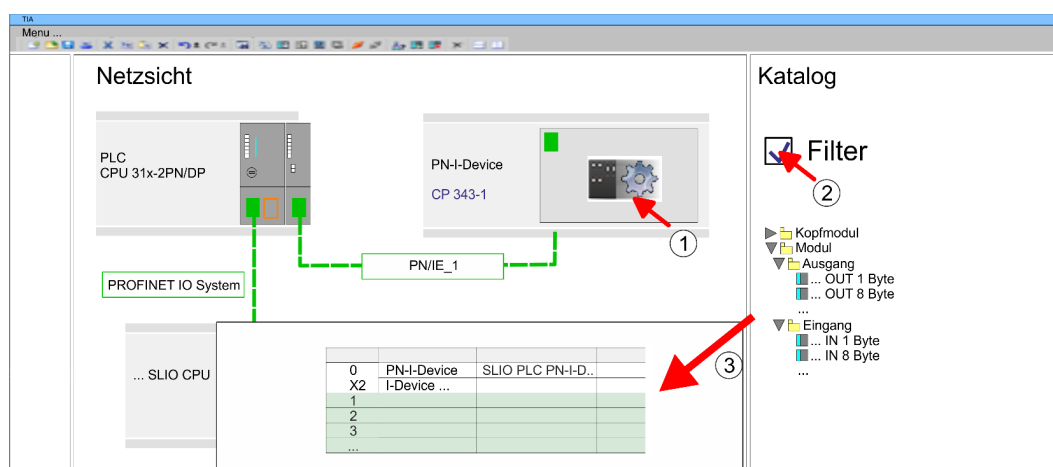 TIA
Menu ...
Netzsicht
PLC
CPU 31x-2PN/DP
PN-I-Device
CP 343-1
1
PN/IE_1
PROFINET IO System
... SLIO CPU
0 PN-I-Device SLIO PLC PN-I-D..
X2 I-Device ...
1
2
3
...
3
Katalog
Filter
2
Kopfmodul
Modul
Ausgang
... OUT 1 Byte
... OUT 8 Byte
...
Eingang
... IN 1 Byte
... IN 8 Byte
...